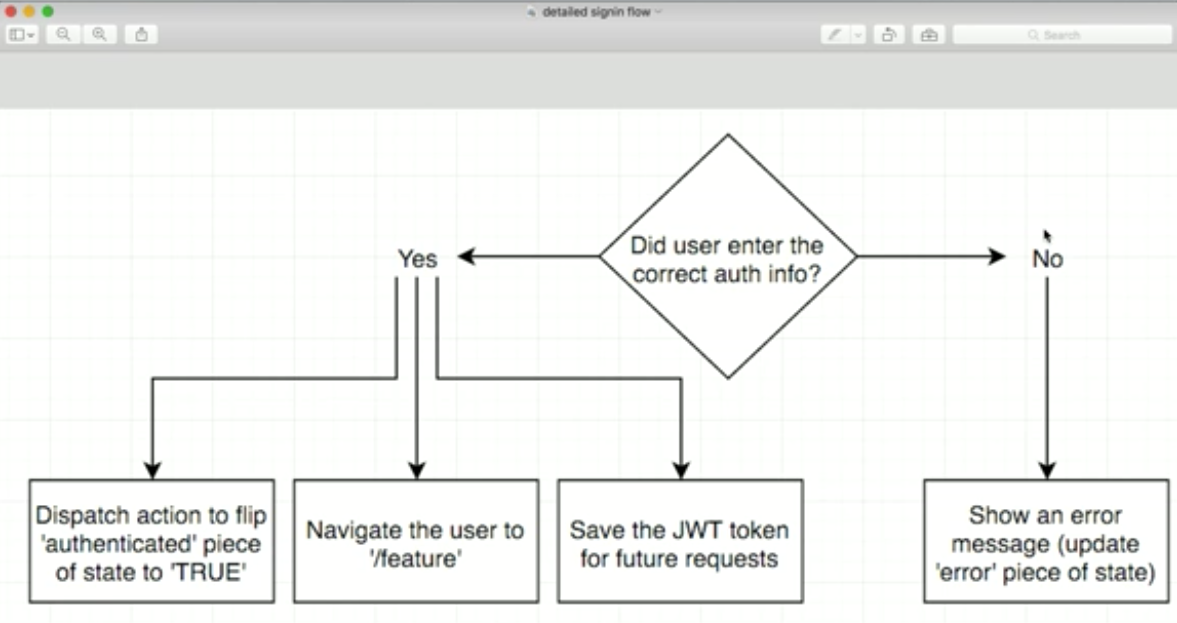 detailed signin flow
Search
Did user enter the
correct auth info?
Yes
No
Dispatch action to flip
'authenticated' piece
of state to 'TRUE'
Navigate the user to
'/feature'
Save the JWT token
for future requests
Show an error
message (update
'error' piece of state)